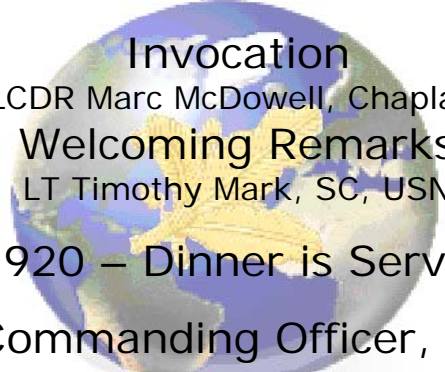 Invocation
LCDR Marc McDowell, Chapla
Welcoming Remarks
LT Timothy Mark, SC, USN
920 – Dinner is Serv
Commanding Officer,